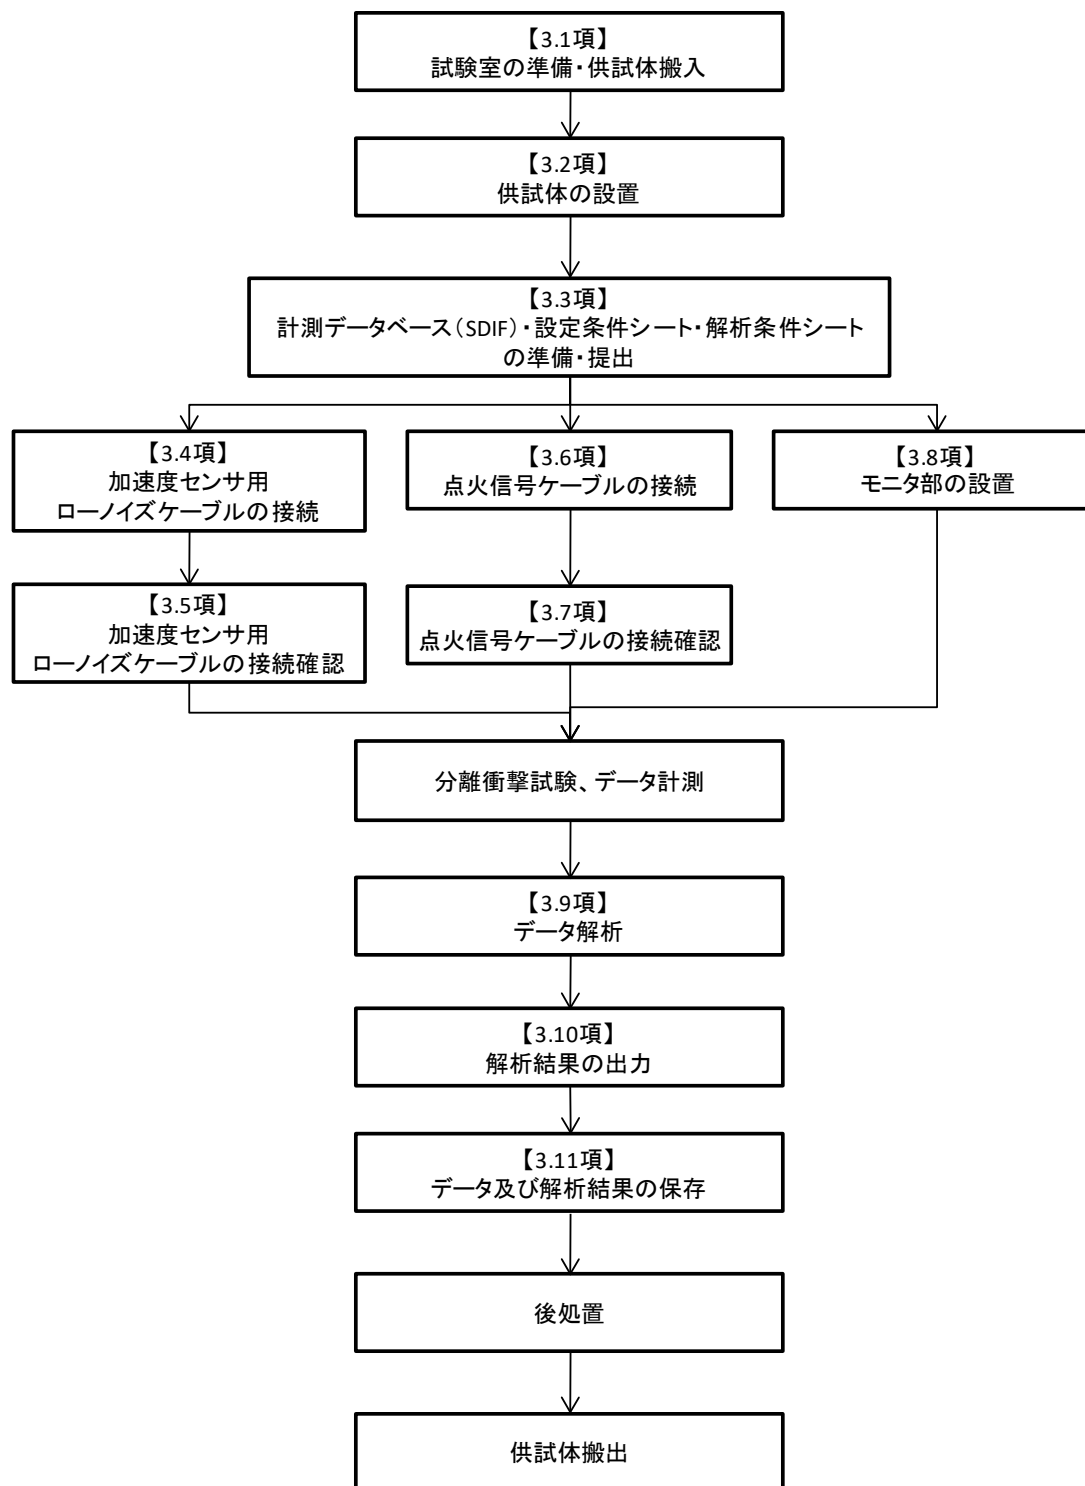 【3.1項】
試験室の準備・供試体搬入
【3.2項】
供試体の設置
【3.3項】
計測データベース(SDIF)・設定条件シート・解析条件シート
の準備・提出
【3.4項】
加速度センサ用
ローノイズケーブルの接続
【3.6項】
点火信号ケーブルの接続
【3.8項】
モニタ部の設置
【3.5項】
加速度センサ用
ローノイズケーブルの接続確認
【3.7項】
点火信号ケーブルの接続確認
分離衝撃試験、データ計測
【3.9項】
データ解析
【3.10項】
解析結果の出力
【3.11項】
データ及び解析結果の保存
後処置
供試体搬出